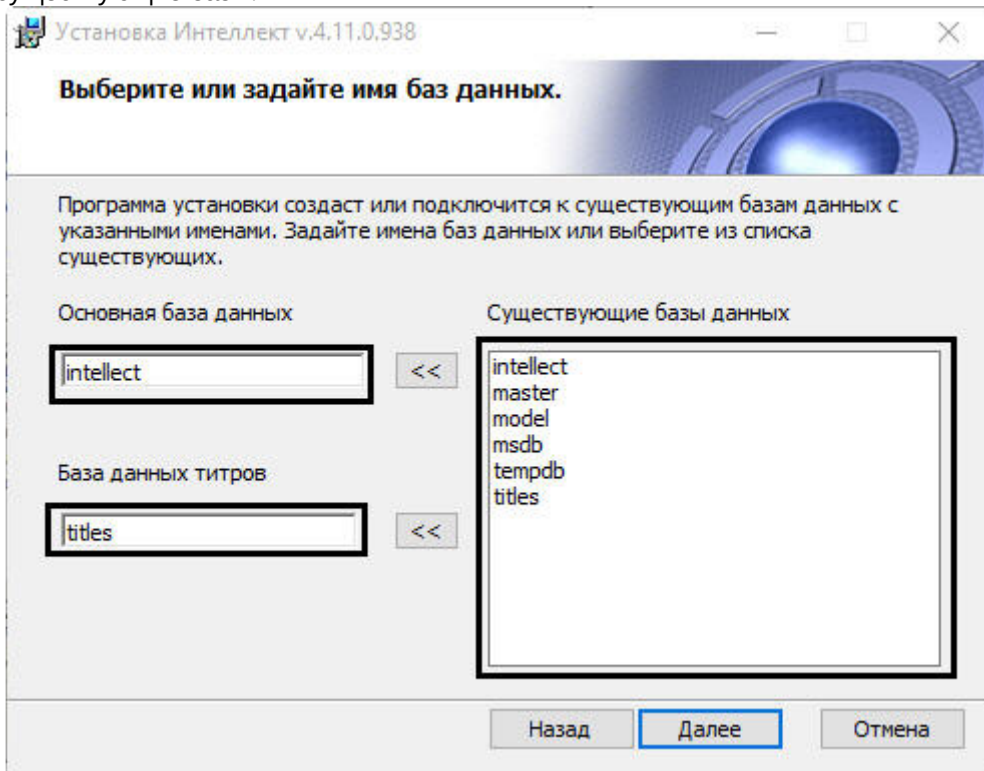 Установка Интеллект v.4.11.0.938
Выберите или задайте имя баз данных.
Программа установки создаст или подключится к существующим базам данных с
указанными именами. Задайте имена баз данных или выберите из списка
существующих.
Основная база данных
Существующие базы данных
intellect
<<
intellect
master
model
msdb
tempdb
titles
База данных титров
titles
<<
Назад
Далее
Отмена